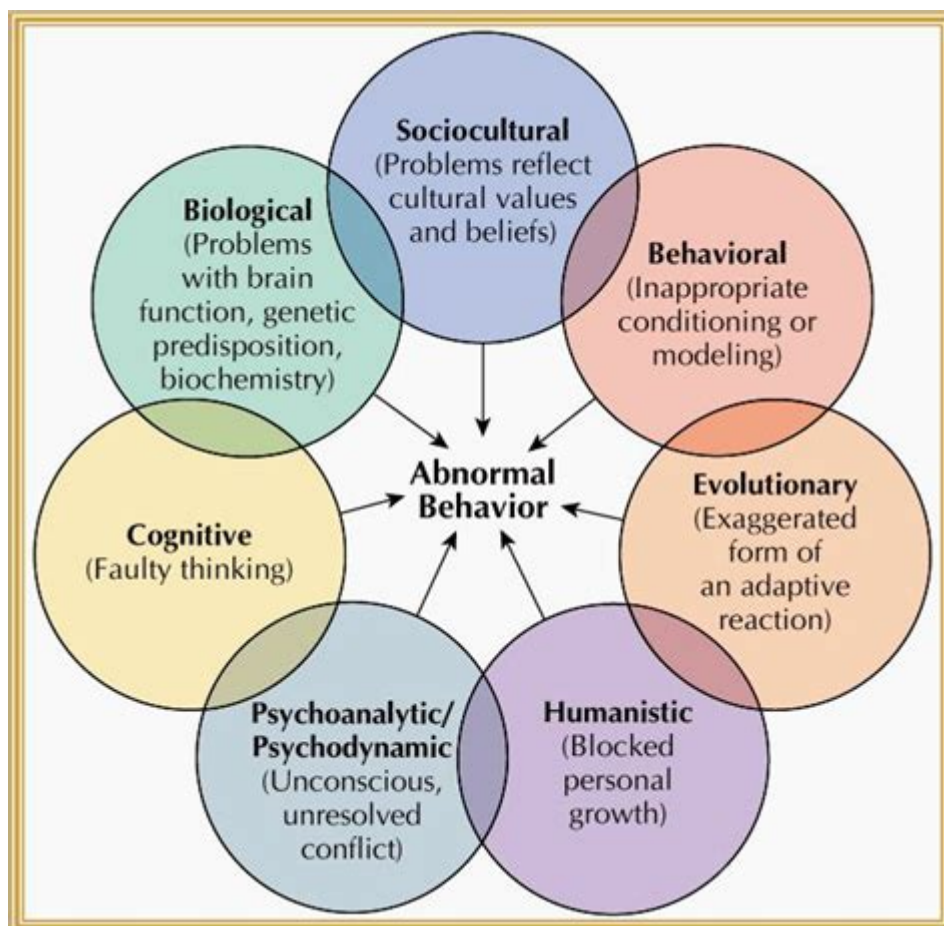 Sociocultural
(Problems reflect
cultural values
and beliefs)
Biological
(Problems
with brain
function, genetic
predisposition,
biochemistry)
Behavioral
(Inappropriate
conditioning or
modeling)
Abnormal
Behavior
Cognitive
(Faulty thinking)
Evolutionary
(Exaggerated
form of
an adaptive
reaction)
Psychoanalytic/
Psychodynamic
(Unconscious,
unresolved
conflict)
Humanistic
(Blocked
personal
growth)